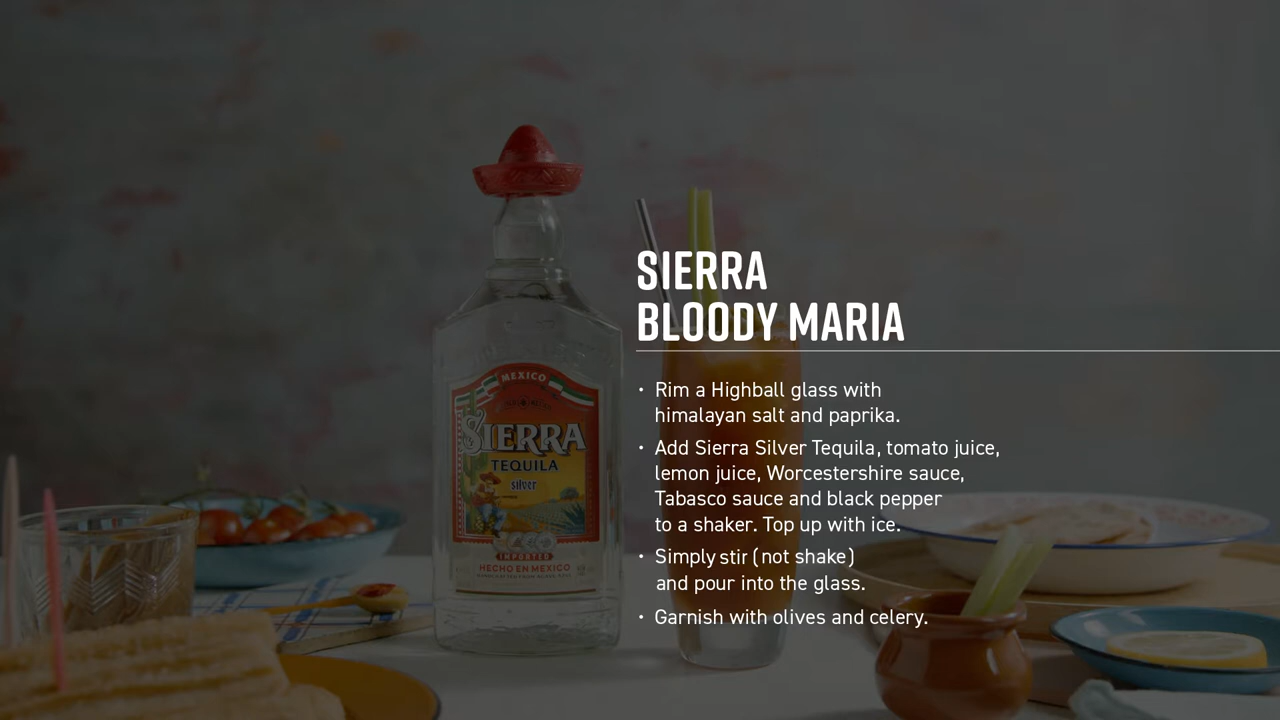 SIERRA
BLOODY MARIA
• Rim a Highball glass with
himalayan salt and paprika.
• Add Sierra Silver Tequila, tomato juice,
lemon juice, Worcestershire sauce,
Tabasco sauce and black pepper
to a shaker. Top up with ice.
• Simply stir (not shake)
and pour into the glass.
• Garnish with olives and celery.
MEXICO
SIERRA
TEQUILA
silver
IMPORTED
HECHO EN MEXICO